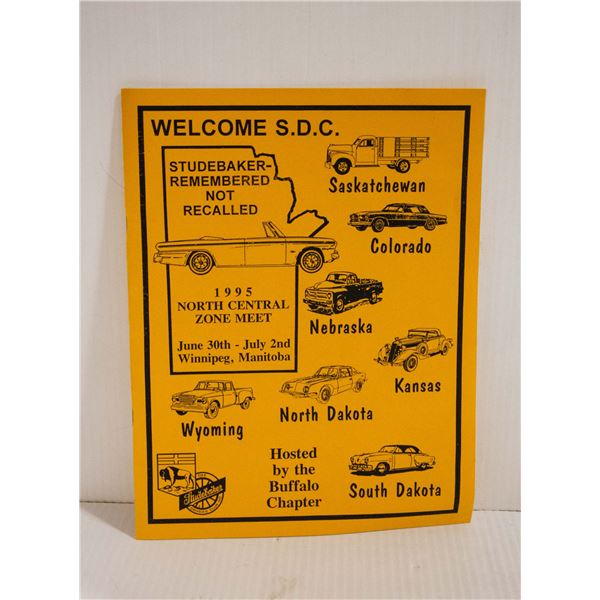 WELCOME S.D.C.
STUDEBAKER-
REMEMBERED
NOT
RECALLED
1995
NORTH CENTRAL
ZONE MEET
June 30th - July 2nd
Winnipeg, Manitoba
Saskatchewan
Colorado
Nebraska
Kansas
North Dakota
Wyoming
South Dakota
Hosted
by the
Buffalo
Chapter
Studebaker